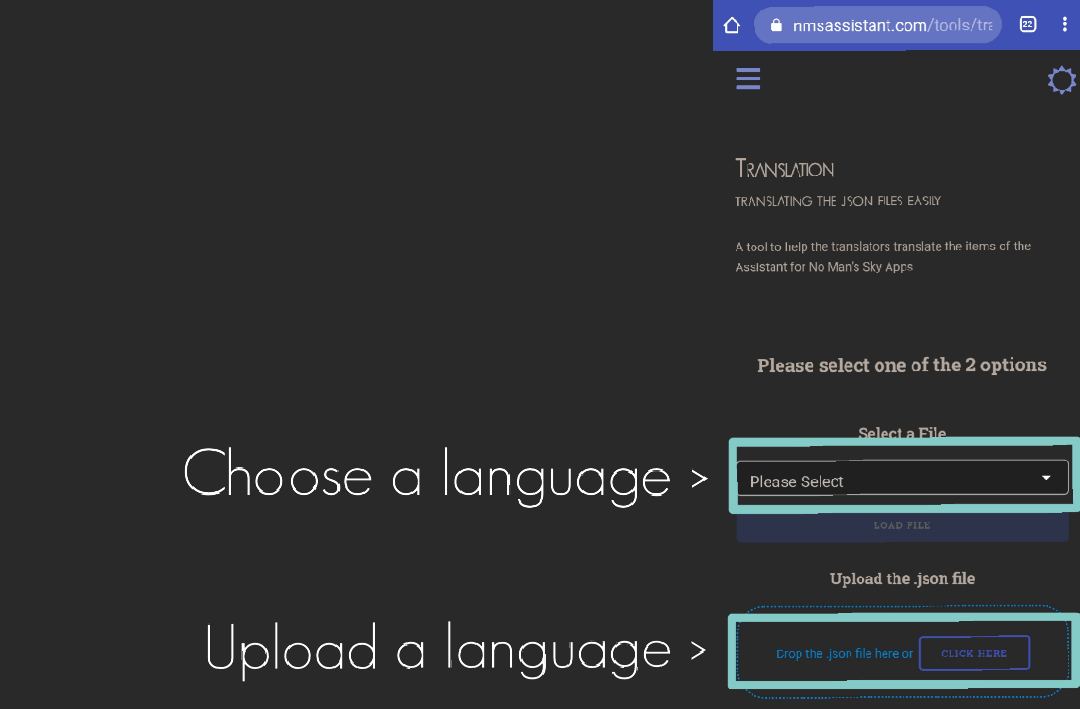 22
nmsassistant.com/tools/tra
Translation
translating the .json files easily
A tool to help the translators translate the items of the
Assistant for No Man's Sky Apps
Please select one of the 2 options
Select a File
Choose a language >
Please Select
LOAD FILE
Upload the .json file
Upload a language >
Drop the .json file here or
CLICK HERE